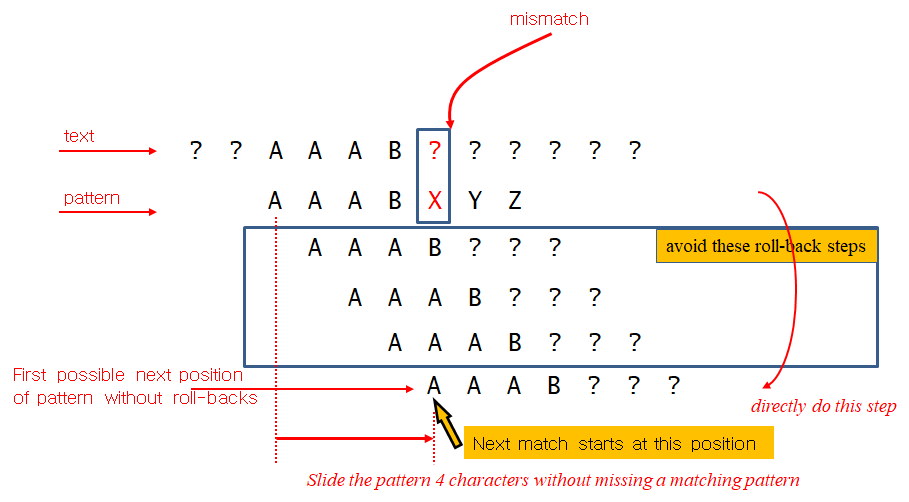 mismatch
text
? ? A A A B ? ? ? ? ? ?
pattern
A A A B X Y Z
avoid these roll-back steps
A A A B ? ? ?
A A A B ? ? ?
A A A B ? ? ?
First possible next position
of pattern without roll-backs
A A A B ? ? ?
directly do this step
Next match starts at this position
Slide the pattern 4 characters without missing a matching pattern